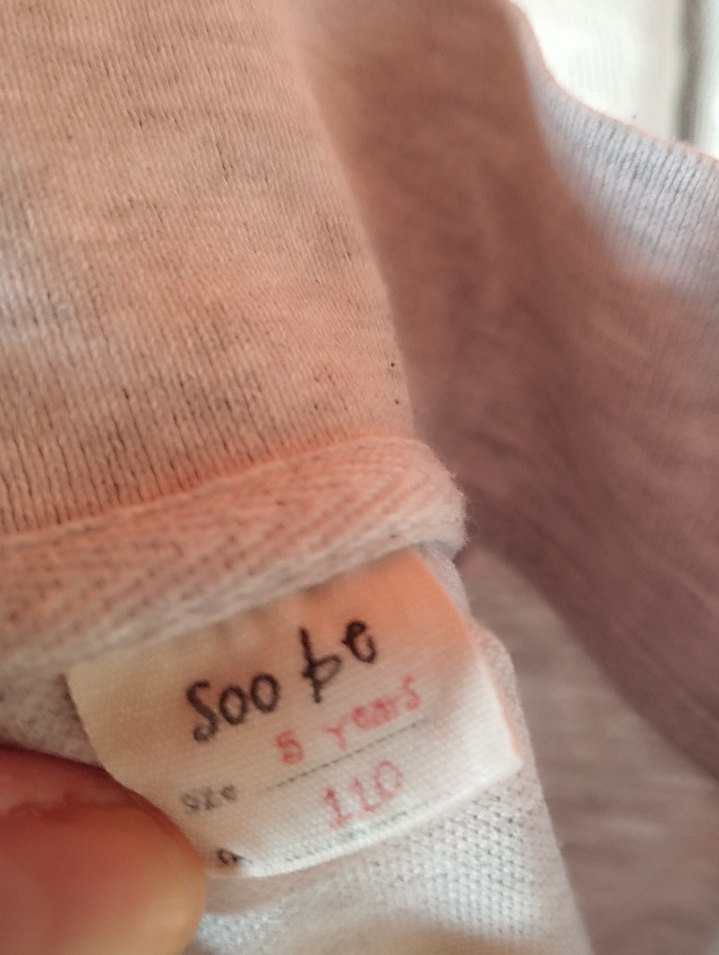 soo be
5 years
size
110